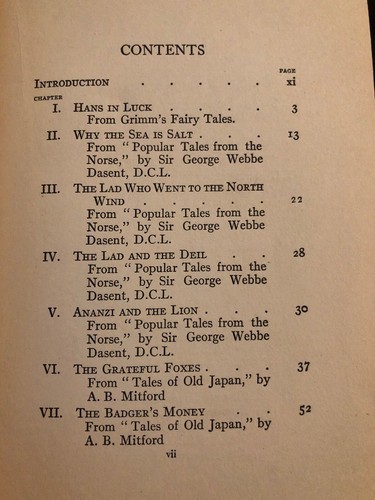 CONTENTS
PAGE
INTRODUCTION . . . . . xi
CHAPTER
I. HANS IN LUCK . . . . 3
From Grimm's Fairy Tales.
II. WHY THE SEA IS SALT . . . 13
From " Popular Tales from the
Norse," by Sir George Webbe
Dasent, D.C.L.
III. THE LAD WHO WENT TO THE NORTH
WIND . . . . . 22
From " Popular Tales from the
Norse," by Sir George Webbe
Dasent, D.C.L.
IV. THE LAD AND THE DEIL . . 28
From " Popular Tales from the
Norse," by Sir George Webbe
Dasent, D.C.L.
V. ANANZI AND THE LION . . 30
From " Popular Tales from the
Norse," by Sir George Webbe
Dasent, D.C.L.
VI. THE GRATEFUL FOXES . . 37
From " Tales of Old Japan," by
A. B. Mitford
VII. THE BADGER'S MONEY . . 52
From " Tales of Old Japan," by
A. B. Mitford
vii